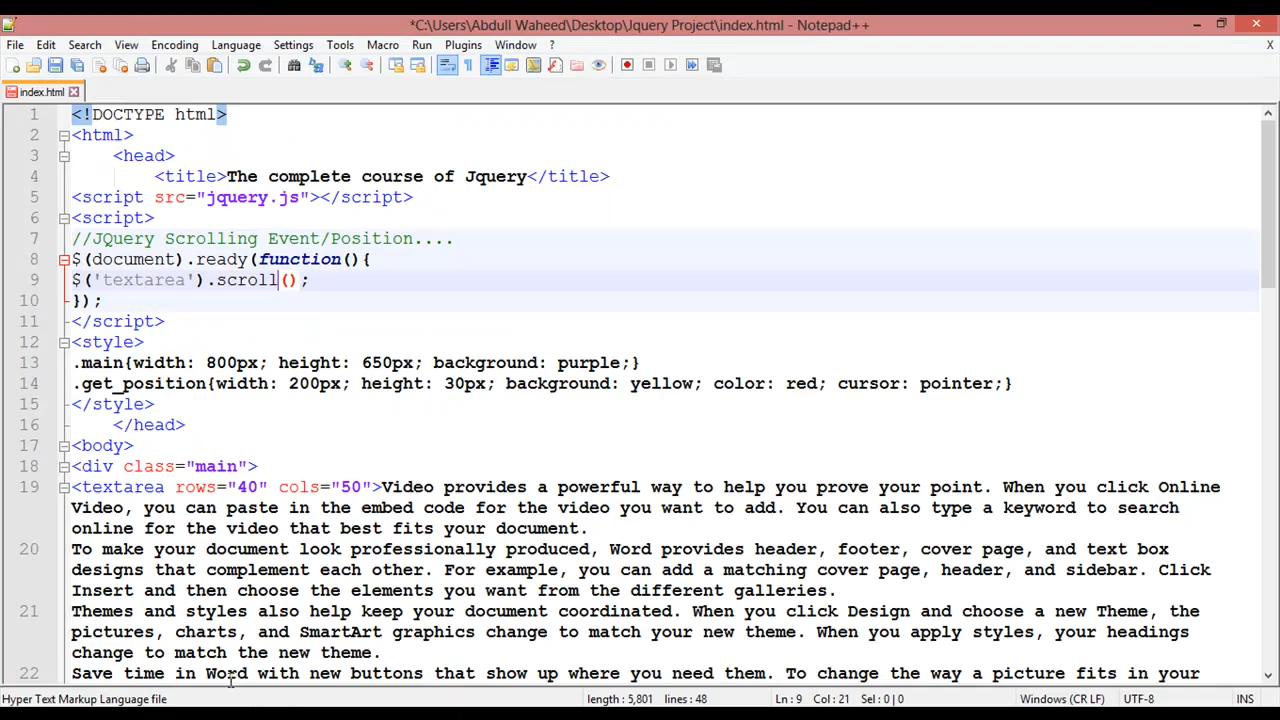 *C:\Users\Abdull Waheed\Desktop\Jquery Project\index.html - Notepad++
File Edit Search View Encoding Language Settings Tools Macro Run Plugins Window ? X
index.html
1 <!DOCTYPE html>
2 <html>
3 <head>
4 <title>The complete course of Jquery</title>
5 <script src="jquery.js"></script>
6 <script>
7 //JQuery Scrolling Event/Position....
8 $(document).ready(function(){
9 $('textarea').scroll();
10 });
11 </script>
12 <style>
13 .main{width: 800px; height: 650px; background: purple;}
14 .get_position{width: 200px; height: 30px; background: yellow; color: red; cursor: pointer;}
15 </style>
16 </head>
17 <body>
18 <div class="main">
19 <textarea rows="40" cols="50">Video provides a powerful way to help you prove your point. When you click Online
Video, you can paste in the embed code for the video you want to add. You can also type a keyword to search
online for the video that best fits your document.
20 To make your document look professionally produced, Word provides header, footer, cover page, and text box
designs that complement each other. For example, you can add a matching cover page, header, and sidebar. Click
Insert and then choose the elements you want from the different galleries.
21 Themes and styles also help keep your document coordinated. When you click Design and choose a new Theme, the
pictures, charts, and SmartArt graphics change to match your new theme. When you apply styles, your headings
change to match the new theme.
22 Save time in Word with new buttons that show up where you need them. To change the way a picture fits in your
Hyper Text Markup Language file length : 5,801 lines : 48 Ln : 9 Col : 21 Sel : 0 | 0 Windows (CR LF) UTF-8 INS